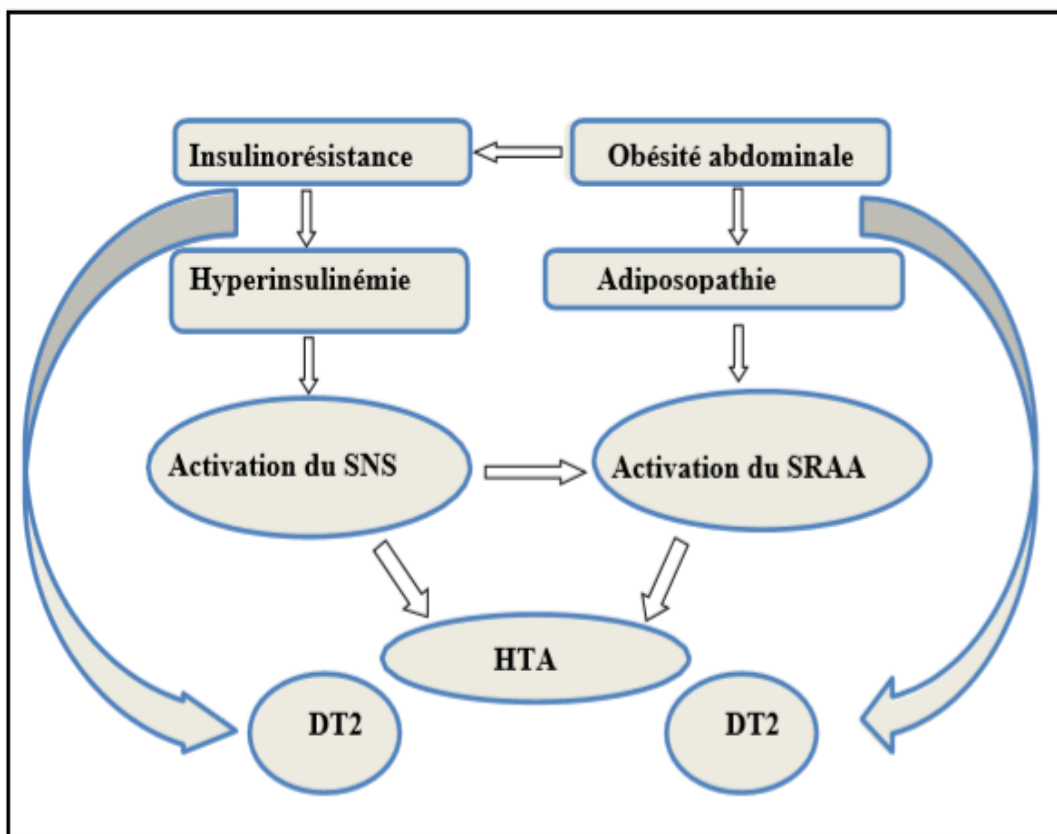 Insulinorésistance
Obésité abdominale
Hyperinsulinémie
Adiposopathie
Activation du SNS
Activation du SRAA
HTA
DT2
DT2